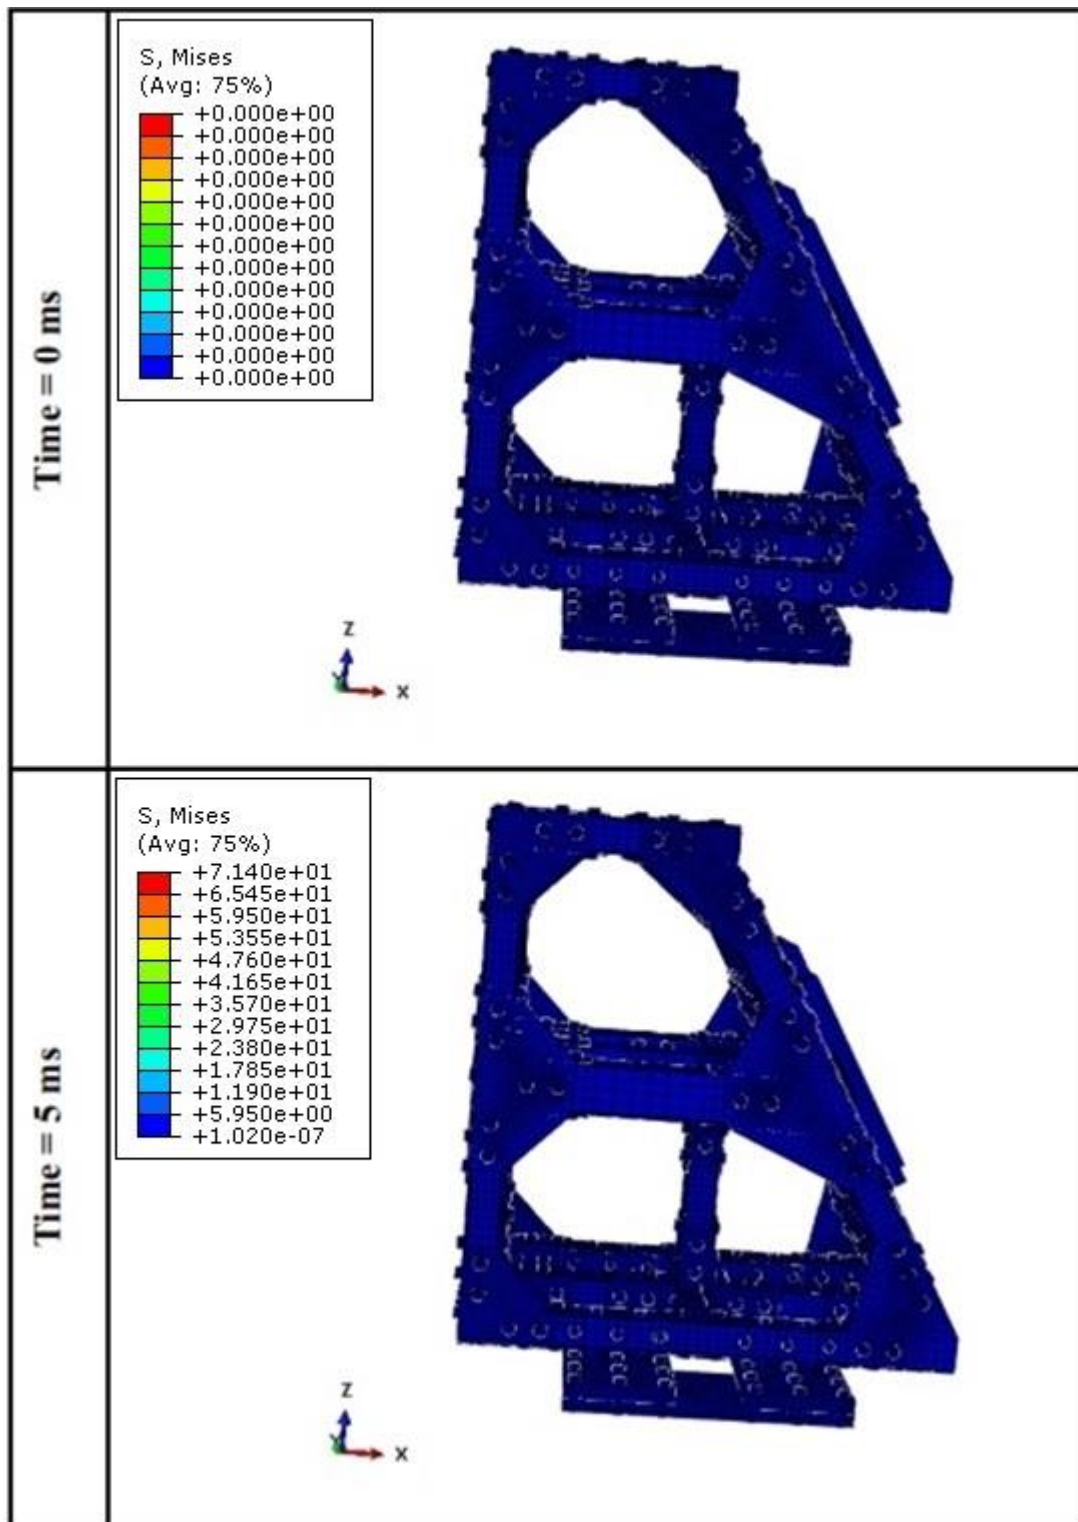 Time = 0 ms
S, Mises
(Avg: 75%)
+0.000e+00
+0.000e+00
+0.000e+00
+0.000e+00
+0.000e+00
+0.000e+00
+0.000e+00
+0.000e+00
+0.000e+00
+0.000e+00
+0.000e+00
+0.000e+00
+0.000e+00
Z
Y
X
Time = 5 ms
S, Mises
(Avg: 75%)
+7.140e+01
+6.545e+01
+5.950e+01
+5.355e+01
+4.760e+01
+4.165e+01
+3.570e+01
+2.975e+01
+2.380e+01
+1.785e+01
+1.190e+01
+5.950e+00
+1.020e-07
Z
Y
X